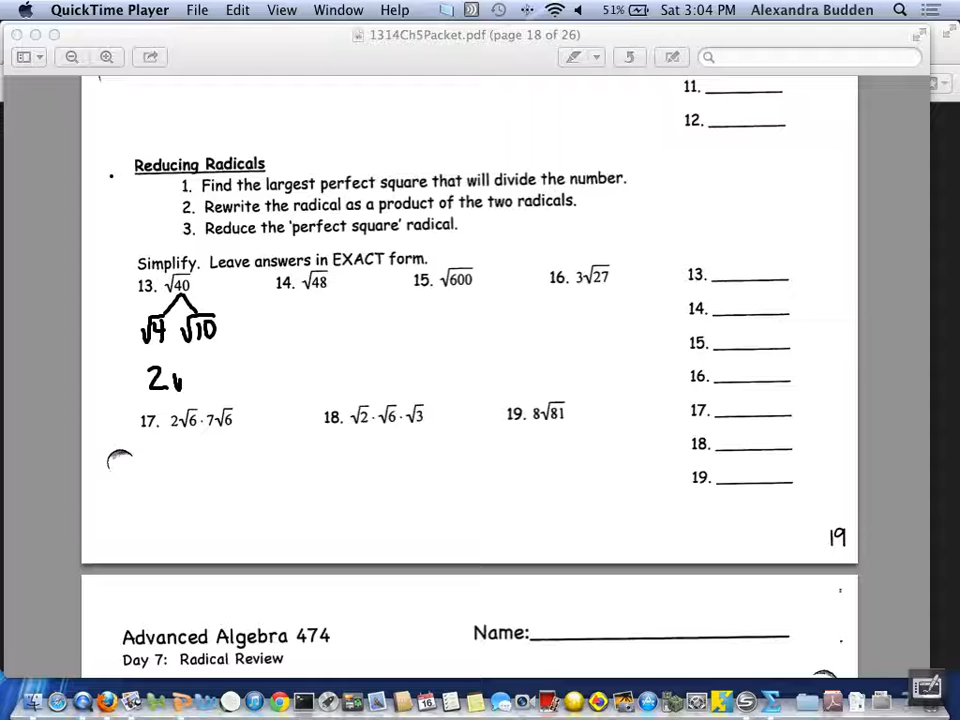 QuickTime Player File Edit View Window Help 51% Sat 3:04 PM Alexandra Budden
1314Ch5Packet.pdf (page 18 of 26)
11. ________
12. ________
Reducing Radicals
1. Find the largest perfect square that will divide the number.
2. Rewrite the radical as a product of the two radicals.
3. Reduce the 'perfect square' radical.
Simplify. Leave answers in EXACT form.
13. √40 14. √48 15. √600 16. 3√27 13. ________
√4 √10 14. ________
15. ________
2 16. ________
17. 2√6 · 7√6 18. √2 · √6 · √3 19. 8√81 17. ________
18. ________
19. ________
19
Advanced Algebra 474 Name:________________
Day 7: Radical Review